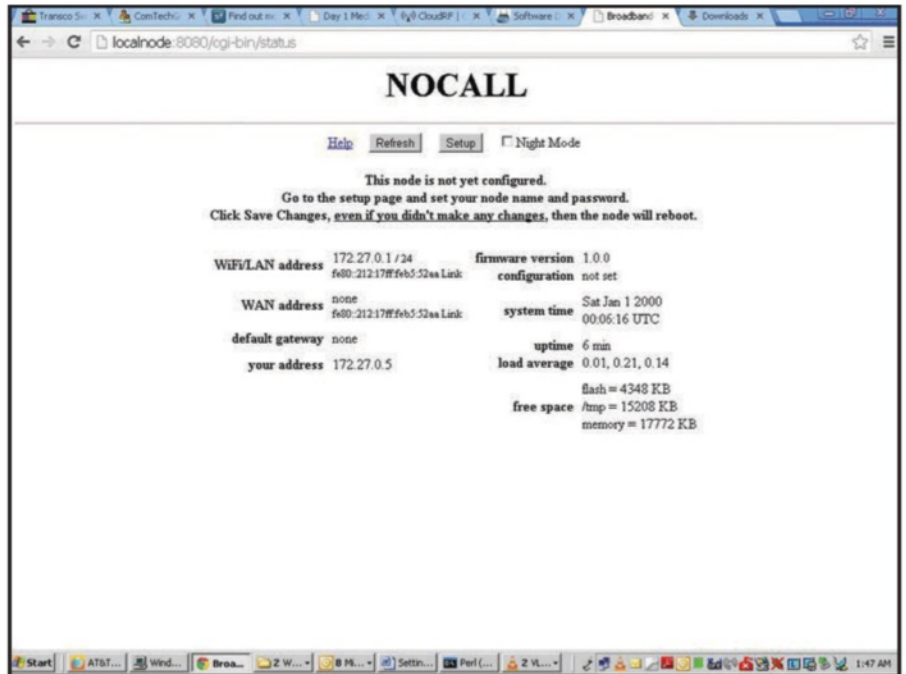 Transco Sw
ComTech
Find out mo
Day 1 Med
CloudRF |
Software D
Broadband
Downloads
localnode:8080/cgi-bin/status
NOCALL
Help Refresh Setup Night Mode
This node is not yet configured.
Go to the setup page and set your node name and password.
Click Save Changes, even if you didn't make any changes, then the node will reboot.
WiFi/LAN address 172.27.0.1 / 24
fe80::212:17ff:feb5:52aa Link
WAN address none
fe80::212:17ff:feb5:52aa Link
default gateway none
your address 172.27.0.5
firmware version 1.0.0
configuration not set
system time Sat Jan 1 2000
00:06:16 UTC
uptime 6 min
load average 0.01, 0.21, 0.14
free space flash = 4348 KB
/tmp = 15208 KB
memory = 17772 KB
Start AT&T... Wind... Broa... 2 W... 8 Mi... Settin... Perl (... 2 VL... 1:47 AM